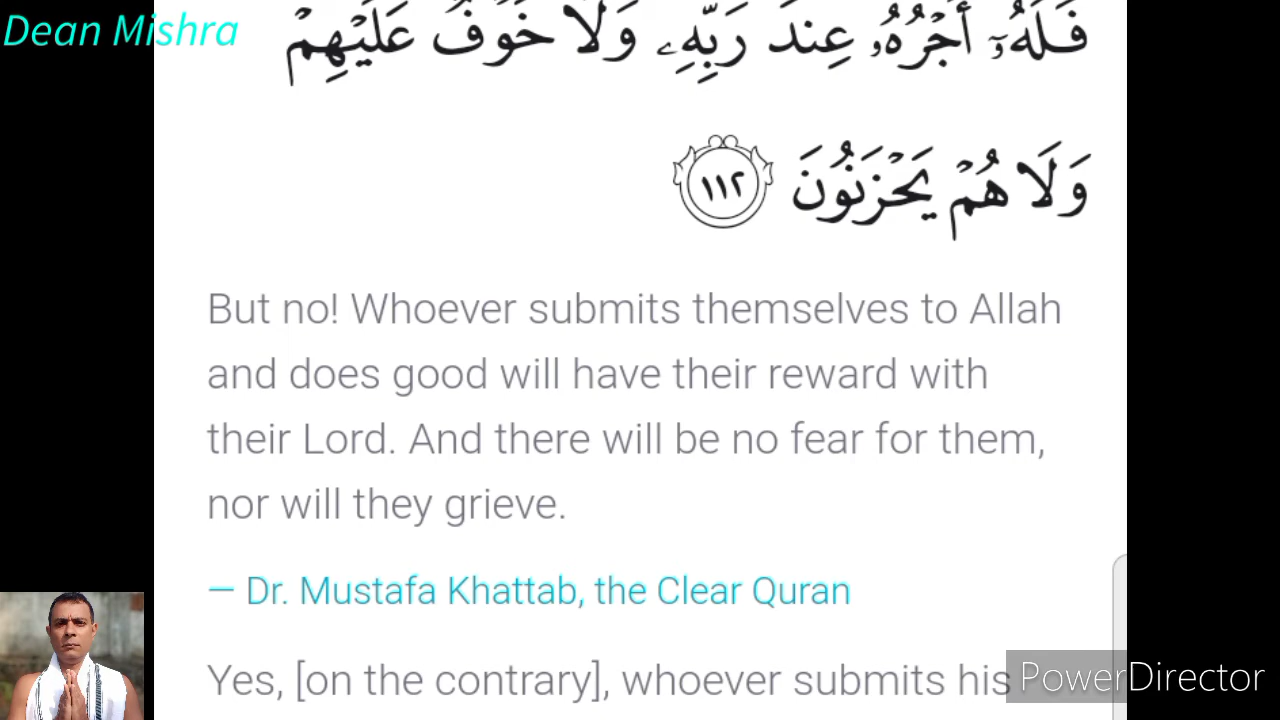 Dean Mishra
فَلَهُۥٓ أَجْرُهُۥ عِندَ رَبِّهِۦ وَلَا خَوْفٌ عَلَيْهِمْ
وَلَا هُمْ يَحْزَنُونَ ١١٢
But no! Whoever submits themselves to Allah
and does good will have their reward with
their Lord. And there will be no fear for them,
nor will they grieve.
— Dr. Mustafa Khattab, the Clear Quran
Yes, [on the contrary], whoever submits his
PowerDirector